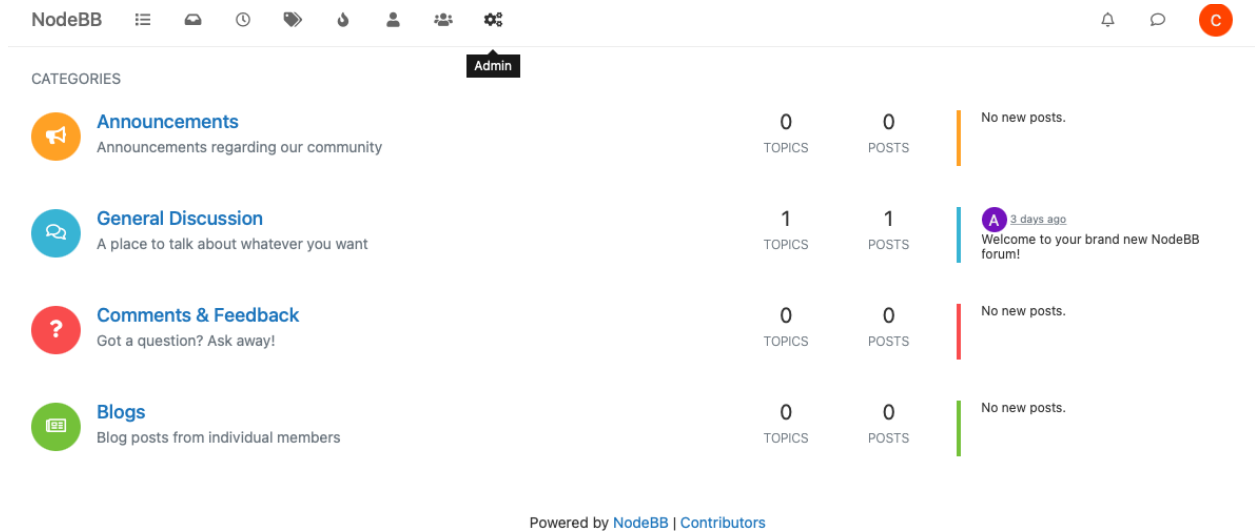 NodeBB
C
Admin
CATEGORIES
Announcements
Announcements regarding our community
0
TOPICS
0
POSTS
No new posts.
General Discussion
A place to talk about whatever you want
1
TOPICS
1
POSTS
A 3 days ago
Welcome to your brand new NodeBB
forum!
Comments & Feedback
Got a question? Ask away!
0
TOPICS
0
POSTS
No new posts.
Blogs
Blog posts from individual members
0
TOPICS
0
POSTS
No new posts.
Powered by NodeBB | Contributors